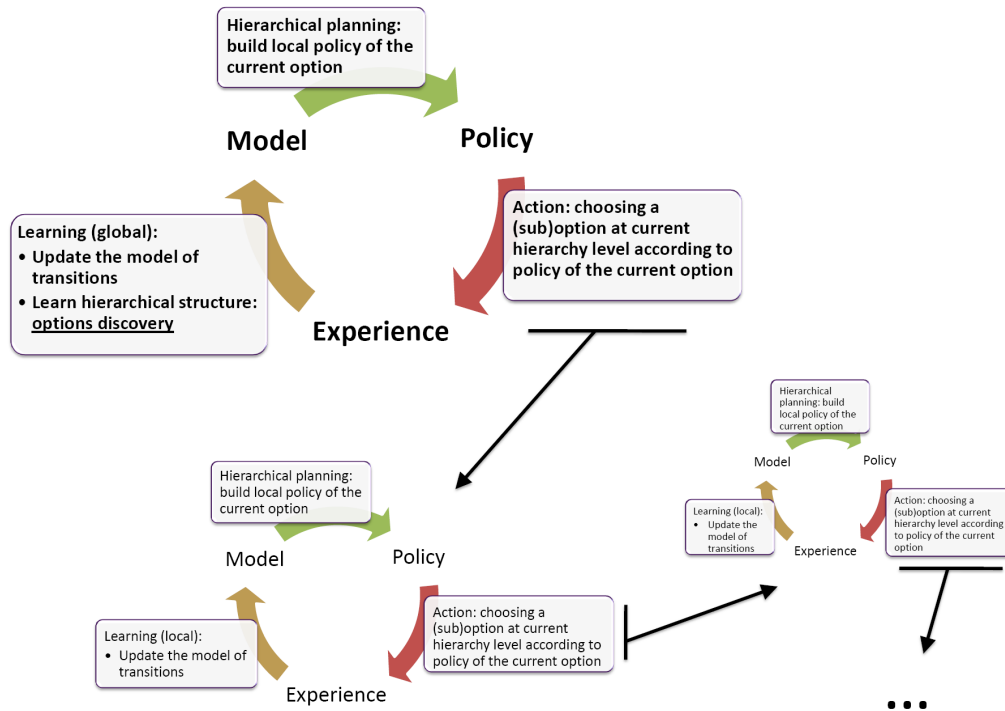 Hierarchical planning:
build local policy of the
current option
Model
Policy
Learning (global):
• Update the model of
transitions
• Learn hierarchical structure:
options discovery
Action: choosing a
(sub)option at current
hierarchy level according to
policy of the current option
Experience
Hierarchical planning:
build local policy of the
current option
Model
Policy
Learning (local):
• Update the model of
transitions
Action: choosing a
(sub)option at current
hierarchy level according to
policy of the current option
Experience
Hierarchical
planning: build
local policy of the
current option
Model
Policy
Learning (local):
• Update the
model of
transitions
Action: choosing a
(sub)option at current
hierarchy level according
to policy of the current
option
Experience
...